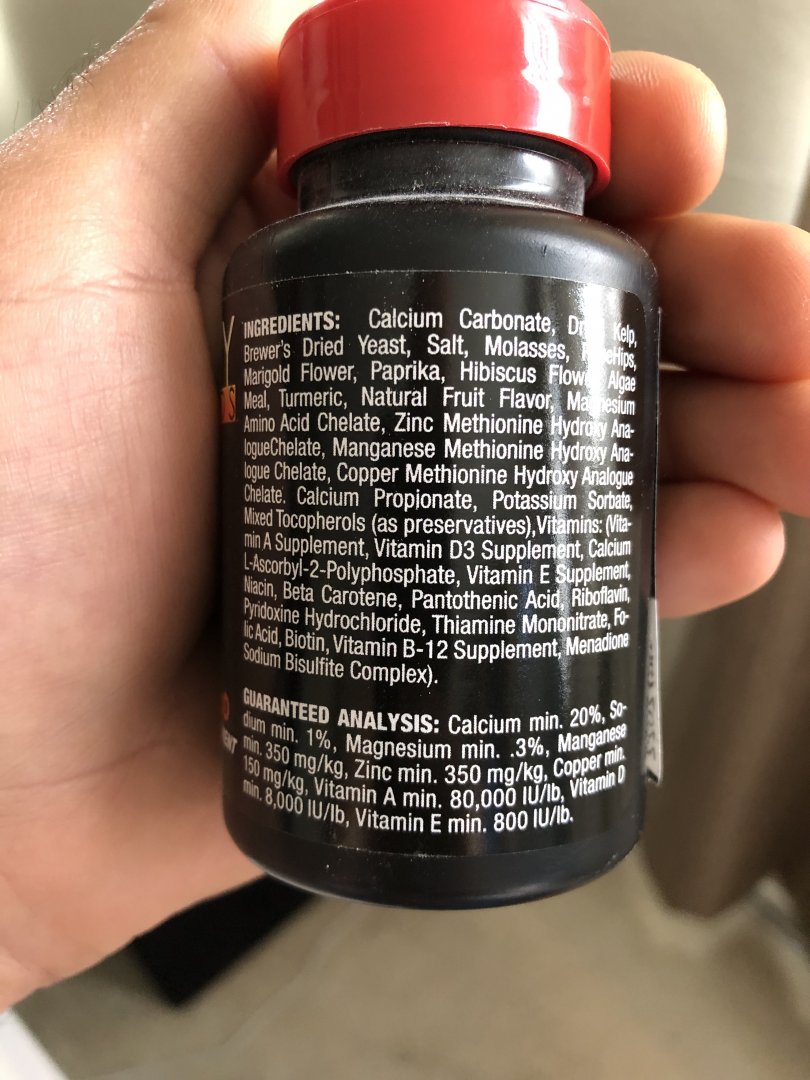 Y
NS
INGREDIENTS: Calcium Carbonate, Kelp,
Brewer's Dried Yeast, Salt, Molasses,
Marigold Flower, Paprika, Hibiscus Algae
Meal, Turmeric, Natural Fruit Flavor, Magnesium
Amino Acid Chelate, Zinc Methionine Hydroxy Ana-
logueChelate, Manganese Methionine Hydroxy Ana-
logue Chelate, Copper Methionine Hydroxy Analogue
Chelate. Calcium Propionate, Potassium Sorbate,
Mixed Tocopherols (as preservatives),Vitamins: (Vita-
min A Supplement, Vitamin D3 Supplement, Calcium
L-Ascorbyl-2-Polyphosphate, Vitamin E Supplement,
Niacin, Beta Carotene, Pantothenic Acid, Riboflavin,
Pyridoxine Hydrochloride, Thiamine Mononitrate, Fo-
lic Acid, Biotin, Vitamin B-12 Supplement, Menadione
Sodium Bisulfite Complex).
GUARANTEED ANALYSIS: Calcium min. 20%, So-
dium min. 1%, Magnesium min. .3%, Manganese
min. 350 mg/kg, Zinc min. 350 mg/kg, Copper min.
150 mg/kg, Vitamin A min. 80,000 IU/lb, Vitamin D
min. 8,000 IU/lb, Vitamin E min. 800 IU/lb.